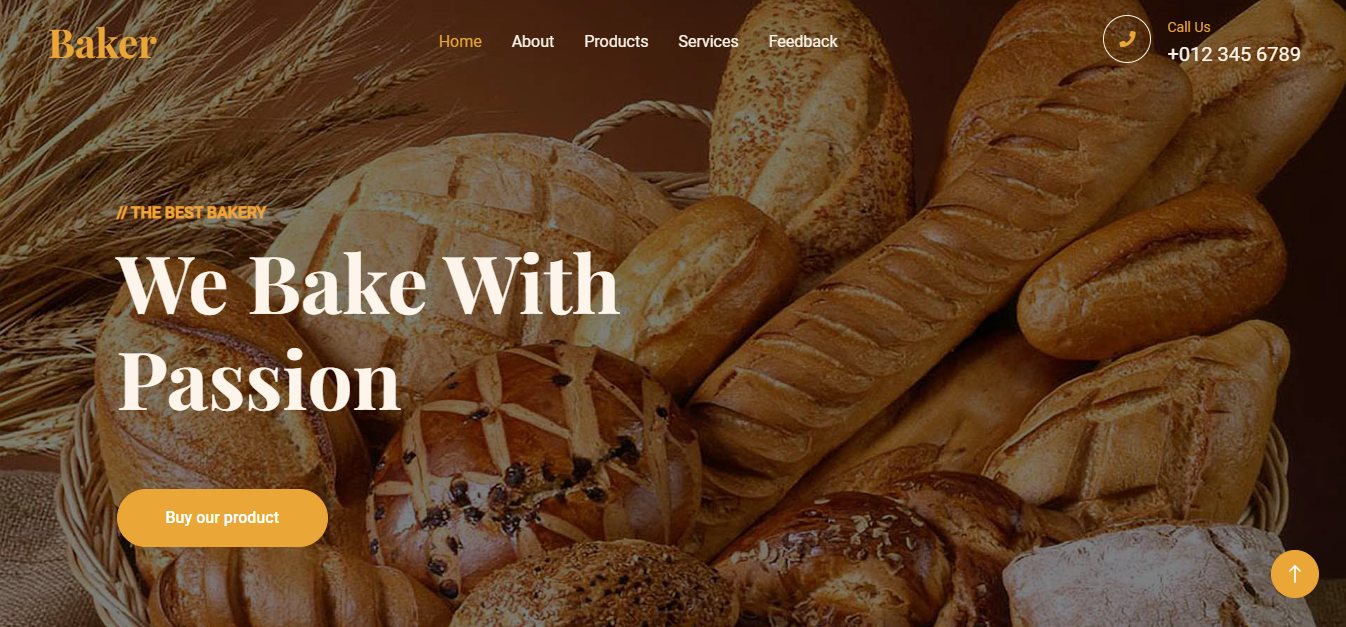 Baker
Home About Products Services Feedback
Call Us
+012 345 6789
// THE BEST BAKERY
We Bake With
Passion
Buy our product